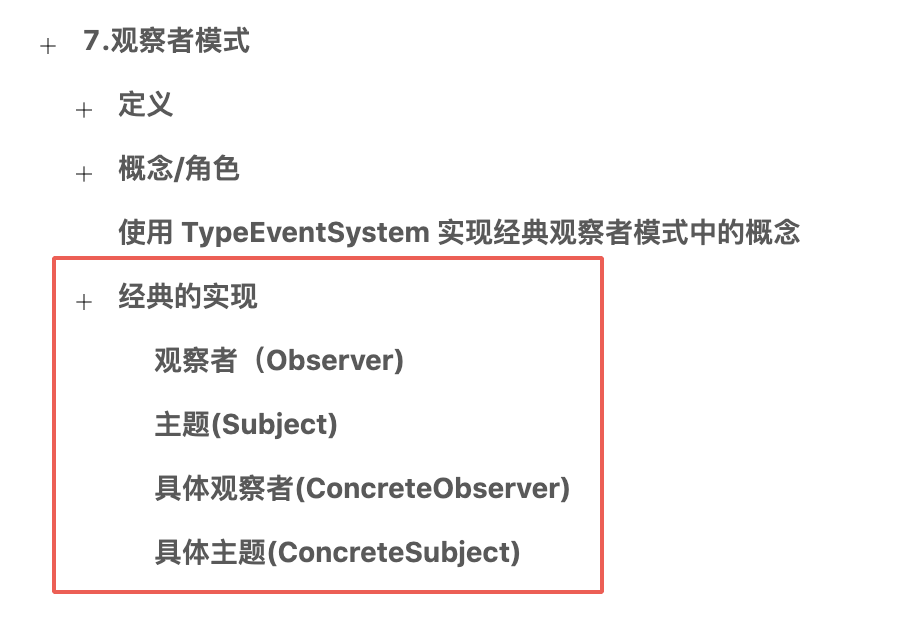 7.观察者模式
定义
概念/角色
使用 TypeEventSystem 实现经典观察者模式中的概念
经典的实现
观察者（Observer)
主题(Subject)
具体观察者(ConcreteObserver)
具体主题(ConcreteSubject)